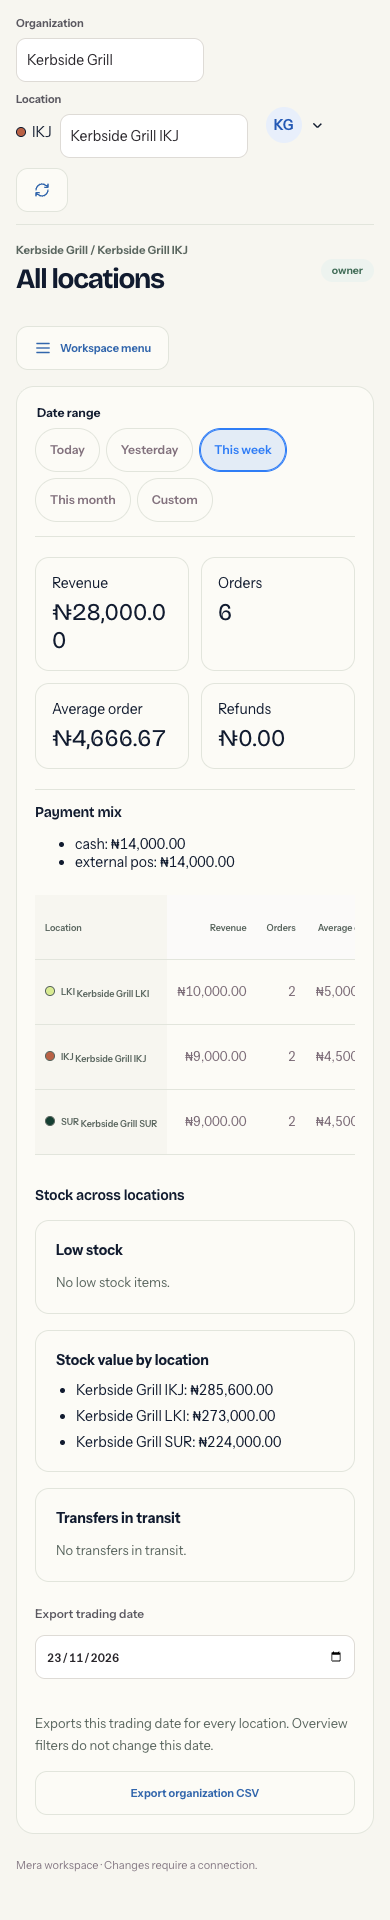 Organization
Kerbside Grill
Location
IKJ
Kerbside Grill IKJ
KG
Kerbside Grill / Kerbside Grill IKJ
All locations
owner
Workspace menu
Date range
Today
Yesterday
This week
This month
Custom
Revenue
Orders
₦28,000.0
0
6
Average order
Refunds
₦4,666.67
₦0.00
Payment mix
cash: ₦14,000.00
external pos: ₦14,000.00
Location Revenue Orders Average
LKI Kerbside Grill LKI ₦10,000.00 2 ₦5,000
IKJ Kerbside Grill IKJ ₦9,000.00 2 ₦4,500
SUR Kerbside Grill SUR ₦9,000.00 2 ₦4,500
Stock across locations
Low stock
No low stock items.
Stock value by location
Kerbside Grill IKJ: ₦285,600.00
Kerbside Grill LKI: ₦273,000.00
Kerbside Grill SUR: ₦224,000.00
Transfers in transit
No transfers in transit.
Export trading date
23/11/2026
Exports this trading date for every location. Overview
filters do not change this date.
Export organization CSV
Mera workspace · Changes require a connection.